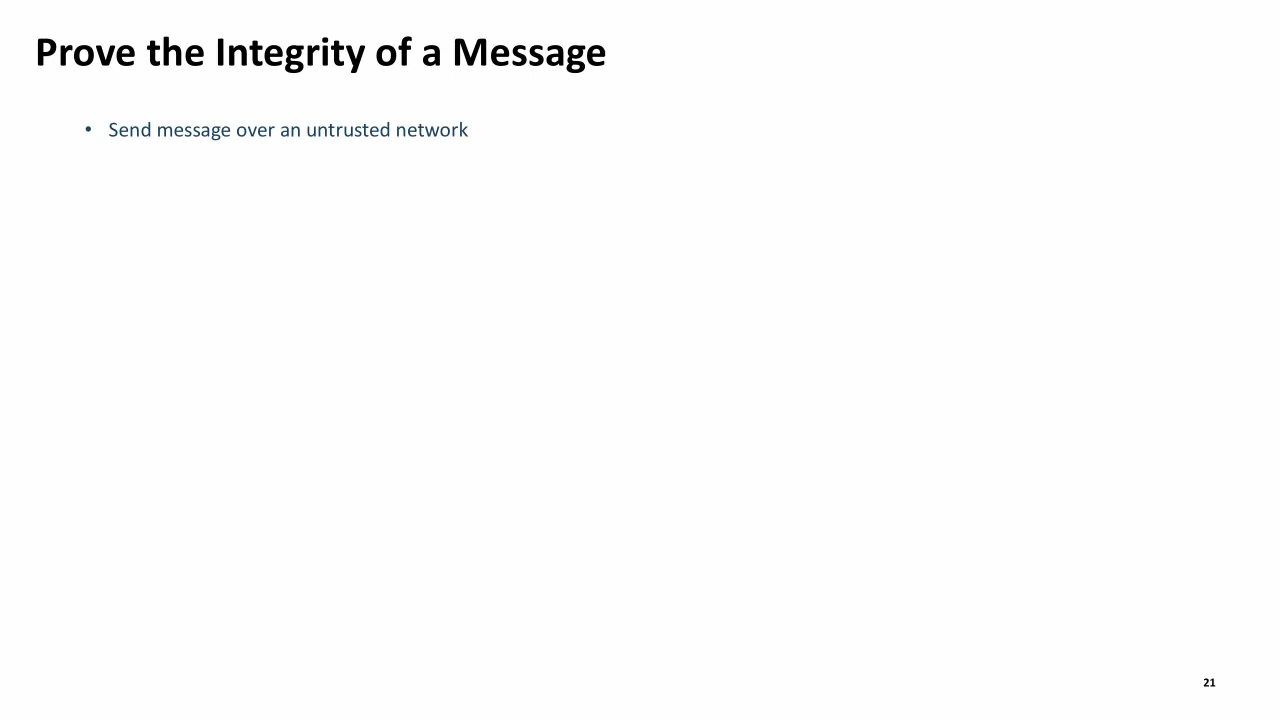 Prove the Integrity of a Message
• Send message over an untrusted network
21